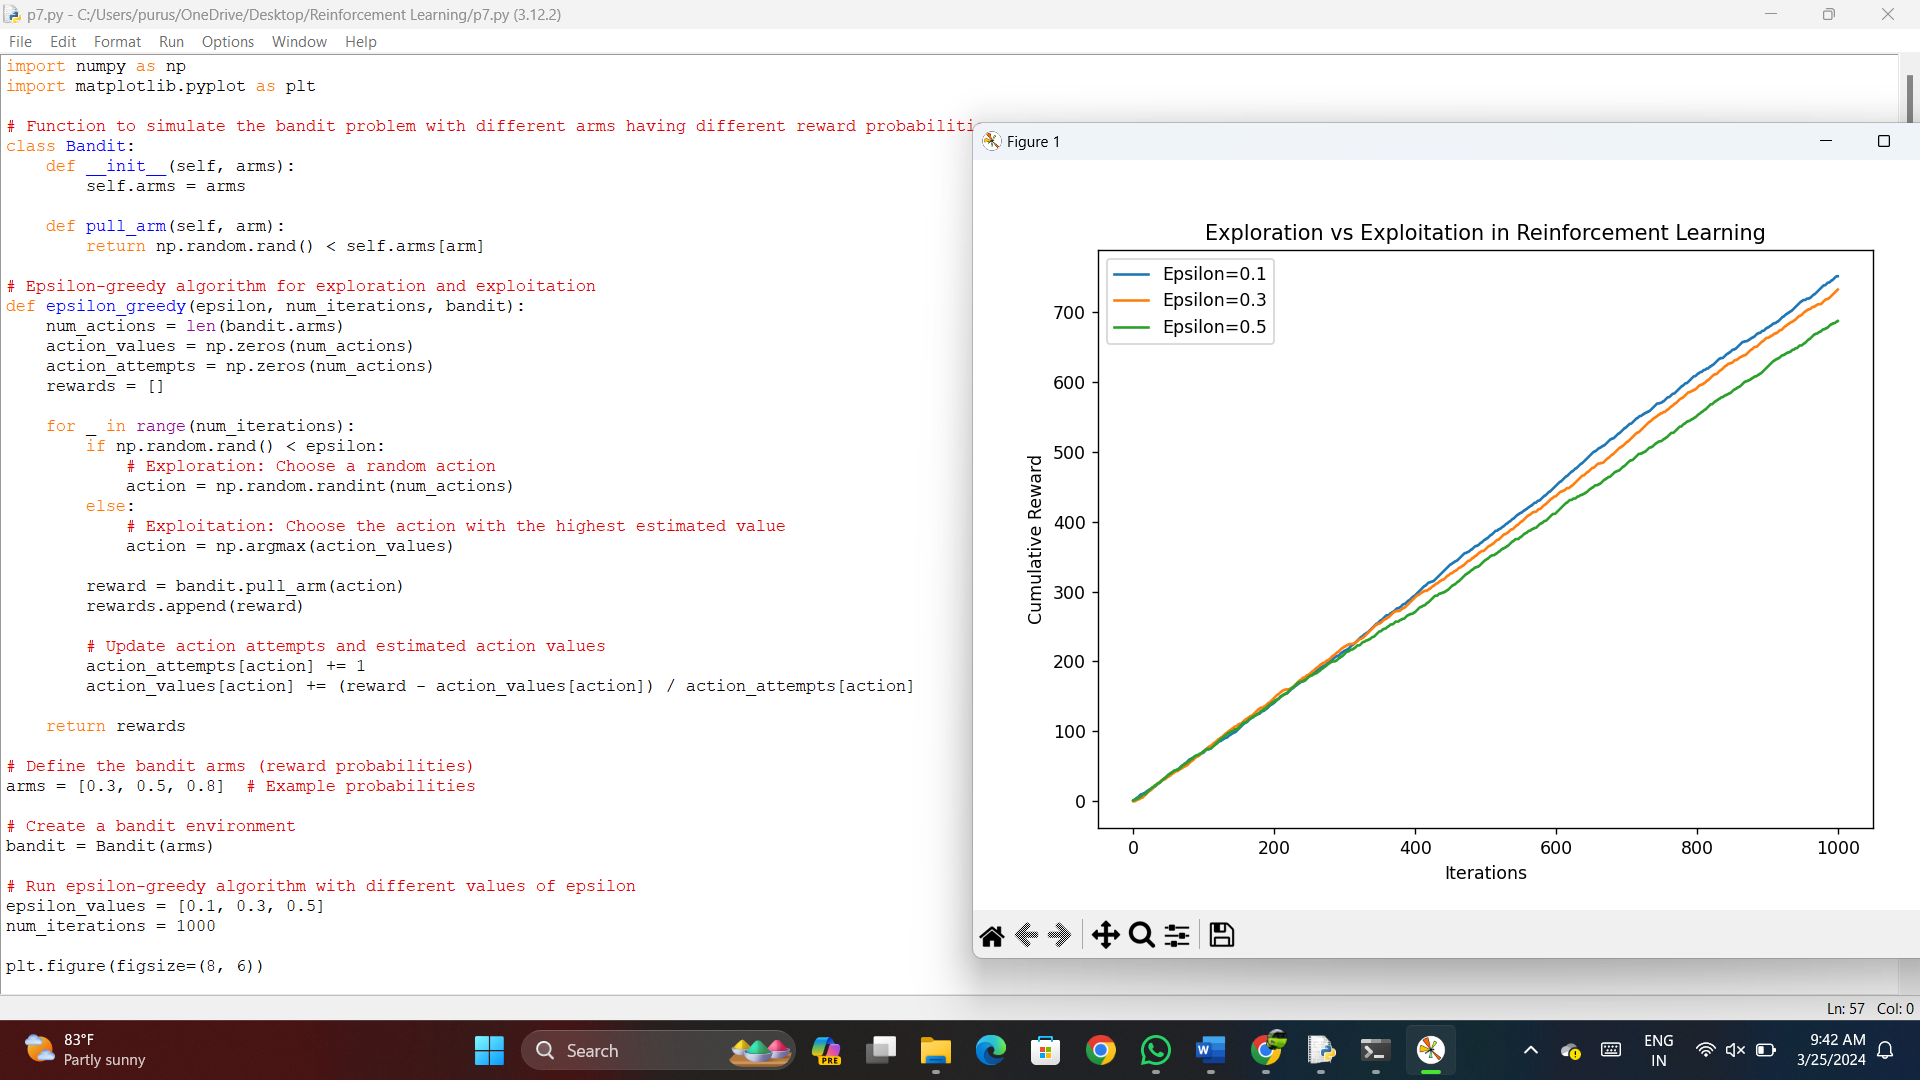 p7.py - C:/Users/purus/OneDrive/Desktop/Reinforcement Learning/p7.py (3.12.2)
File Edit Format Run Options Window Help
import numpy as np
import matplotlib.pyplot as plt
# Function to simulate the bandit problem with different arms having different reward probabiliti
class Bandit:
    def __init__(self, arms):
        self.arms = arms
    def pull_arm(self, arm):
        return np.random.rand() < self.arms[arm]
# Epsilon-greedy algorithm for exploration and exploitation
def epsilon_greedy(epsilon, num_iterations, bandit):
    num_actions = len(bandit.arms)
    action_values = np.zeros(num_actions)
    action_attempts = np.zeros(num_actions)
    rewards = []
    for _ in range(num_iterations):
        if np.random.rand() < epsilon:
            # Exploration: Choose a random action
            action = np.random.randint(num_actions)
        else:
            # Exploitation: Choose the action with the highest estimated value
            action = np.argmax(action_values)
        reward = bandit.pull_arm(action)
        rewards.append(reward)
        # Update action attempts and estimated action values
        action_attempts[action] += 1
        action_values[action] += (reward - action_values[action]) / action_attempts[action]
    return rewards
# Define the bandit arms (reward probabilities)
arms = [0.3, 0.5, 0.8]  # Example probabilities
# Create a bandit environment
bandit = Bandit(arms)
# Run epsilon-greedy algorithm with different values of epsilon
epsilon_values = [0.1, 0.3, 0.5]
num_iterations = 1000
plt.figure(figsize=(8, 6))
Figure 1
Exploration vs Exploitation in Reinforcement Learning
Epsilon=0.1
Epsilon=0.3
Epsilon=0.5
700
600
500
400
300
200
100
0
Cumulative Reward
0 200 400 600 800 1000
Iterations
Ln: 57 Col: 0
83°F
Partly sunny
Search
PRE
ENG
IN
9:42 AM
3/25/2024